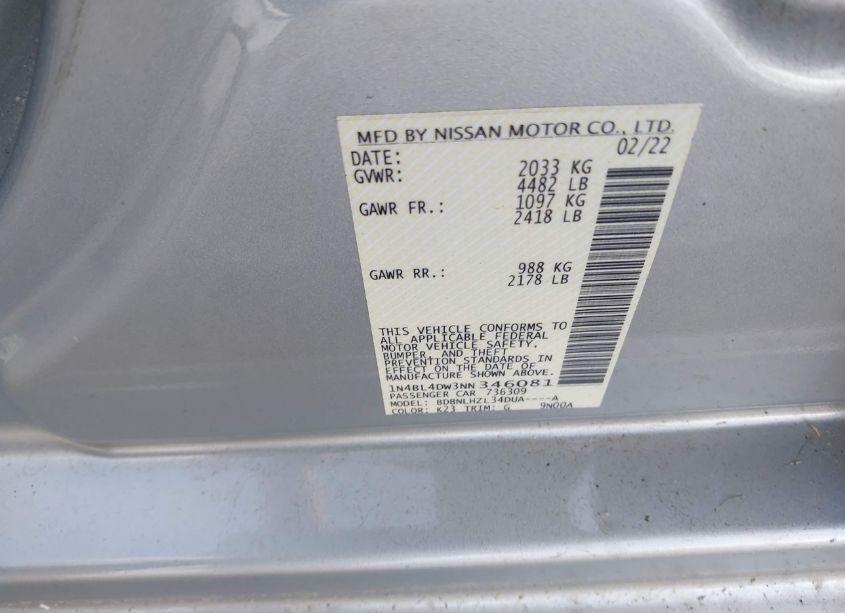 MFD BY NISSAN MOTOR CO., LTD.
DATE: 02/22
GVWR: 2033 KG
4482 LB
GAWR FR.: 1097 KG
2418 LB
GAWR RR.: 988 KG
2178 LB
THIS VEHICLE CONFORMS TO
ALL APPLICABLE FEDERAL
MOTOR VEHICLE SAFETY,
BUMPER, AND THEFT
PREVENTION STANDARDS IN
EFFECT ON THE DATE OF
MANUFACTURE SHOWN ABOVE.
1N4BL4DW3NN346081
PASSENGER CAR 736309
MODEL: BDBNLHZL34DUA----A
COLOR: K23 TRIM: G 9N00A